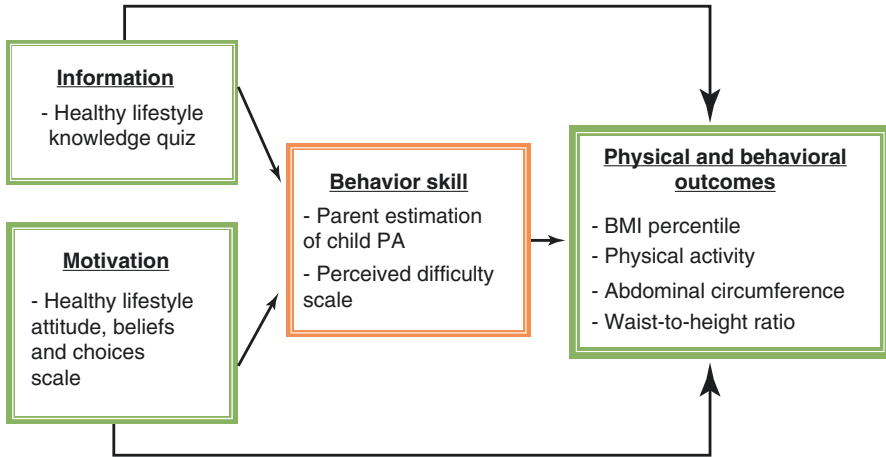 Information
- Healthy lifestyle
knowledge quiz
Motivation
- Healthy lifestyle
attitude, beliefs
and choices
scale
Behavior skill
- Parent estimation
of child PA
- Perceived difficulty
scale
Physical and behavioral
outcomes
- BMI percentile
- Physical activity
- Abdominal circumference
- Waist-to-height ratio